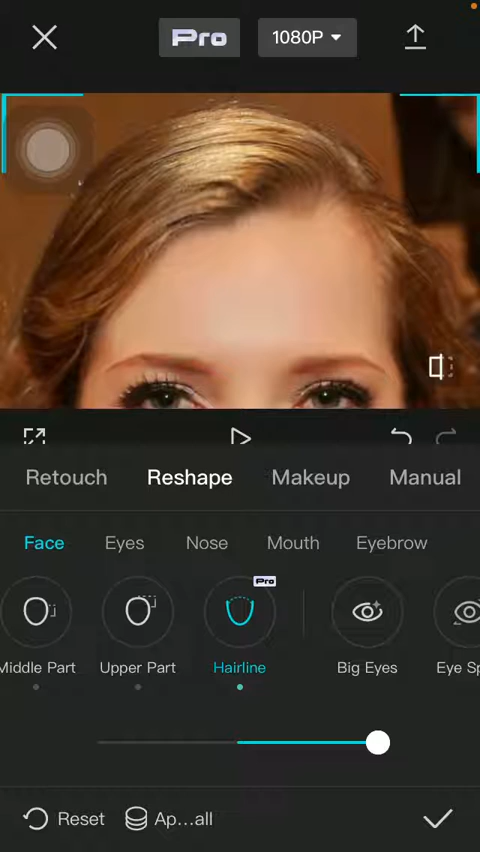 Pro 1080P
Retouch Reshape Makeup Manual
Face Eyes Nose Mouth Eyebrow
Pro
Middle Part Upper Part Hairline Big Eyes Eye Sp
Reset Ap...all